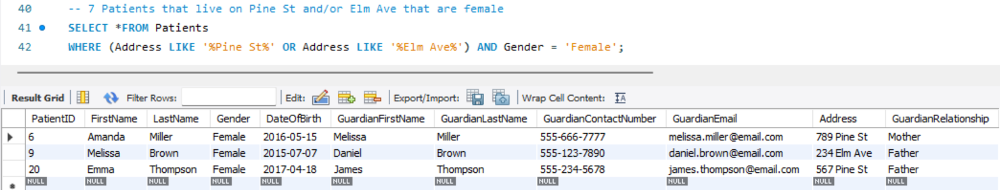 40 -- 7 Patients that live on Pine St and/or Elm Ave that are female
41 SELECT *FROM Patients
42 WHERE (Address LIKE '%Pine St%' OR Address LIKE '%Elm Ave%') AND Gender = 'Female';
Result Grid Filter Rows: Edit: Export/Import: Wrap Cell Content: IA
PatientID FirstName LastName Gender DateOfBirth GuardianFirstName GuardianLastName GuardianContactNumber GuardianEmail Address GuardianRelationship
6 Amanda Miller Female 2016-05-15 Melissa Miller 555-666-7777 melissa.miller@email.com 789 Pine St Mother
9 Melissa Brown Female 2015-07-07 Daniel Brown 555-123-7890 daniel.brown@email.com 234 Elm Ave Father
20 Emma Thompson Female 2017-04-18 James Thompson 555-234-5678 james.thompson@email.com 567 Pine St Father
NULL NULL NULL NULL NULL NULL NULL NULL NULL NULL NULL